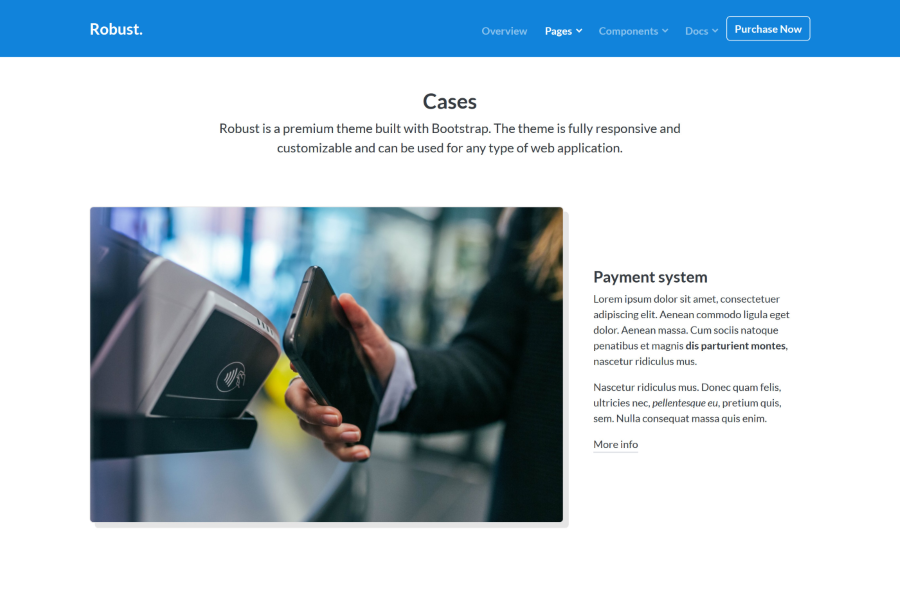 Robust.
Overview
Pages
Components
Docs
Purchase Now
Cases
Robust is a premium theme built with Bootstrap. The theme is fully responsive and
customizable and can be used for any type of web application.
Payment system
Lorem ipsum dolor sit amet, consectetuer
adipiscing elit. Aenean commodo ligula eget
dolor. Aenean massa. Cum sociis natoque
penatibus et magnis dis parturient montes,
nascetur ridiculus mus.
Nascetur ridiculus mus. Donec quam felis,
ultricies nec, pellentesque eu, pretium quis,
sem. Nulla consequat massa quis enim.
More info